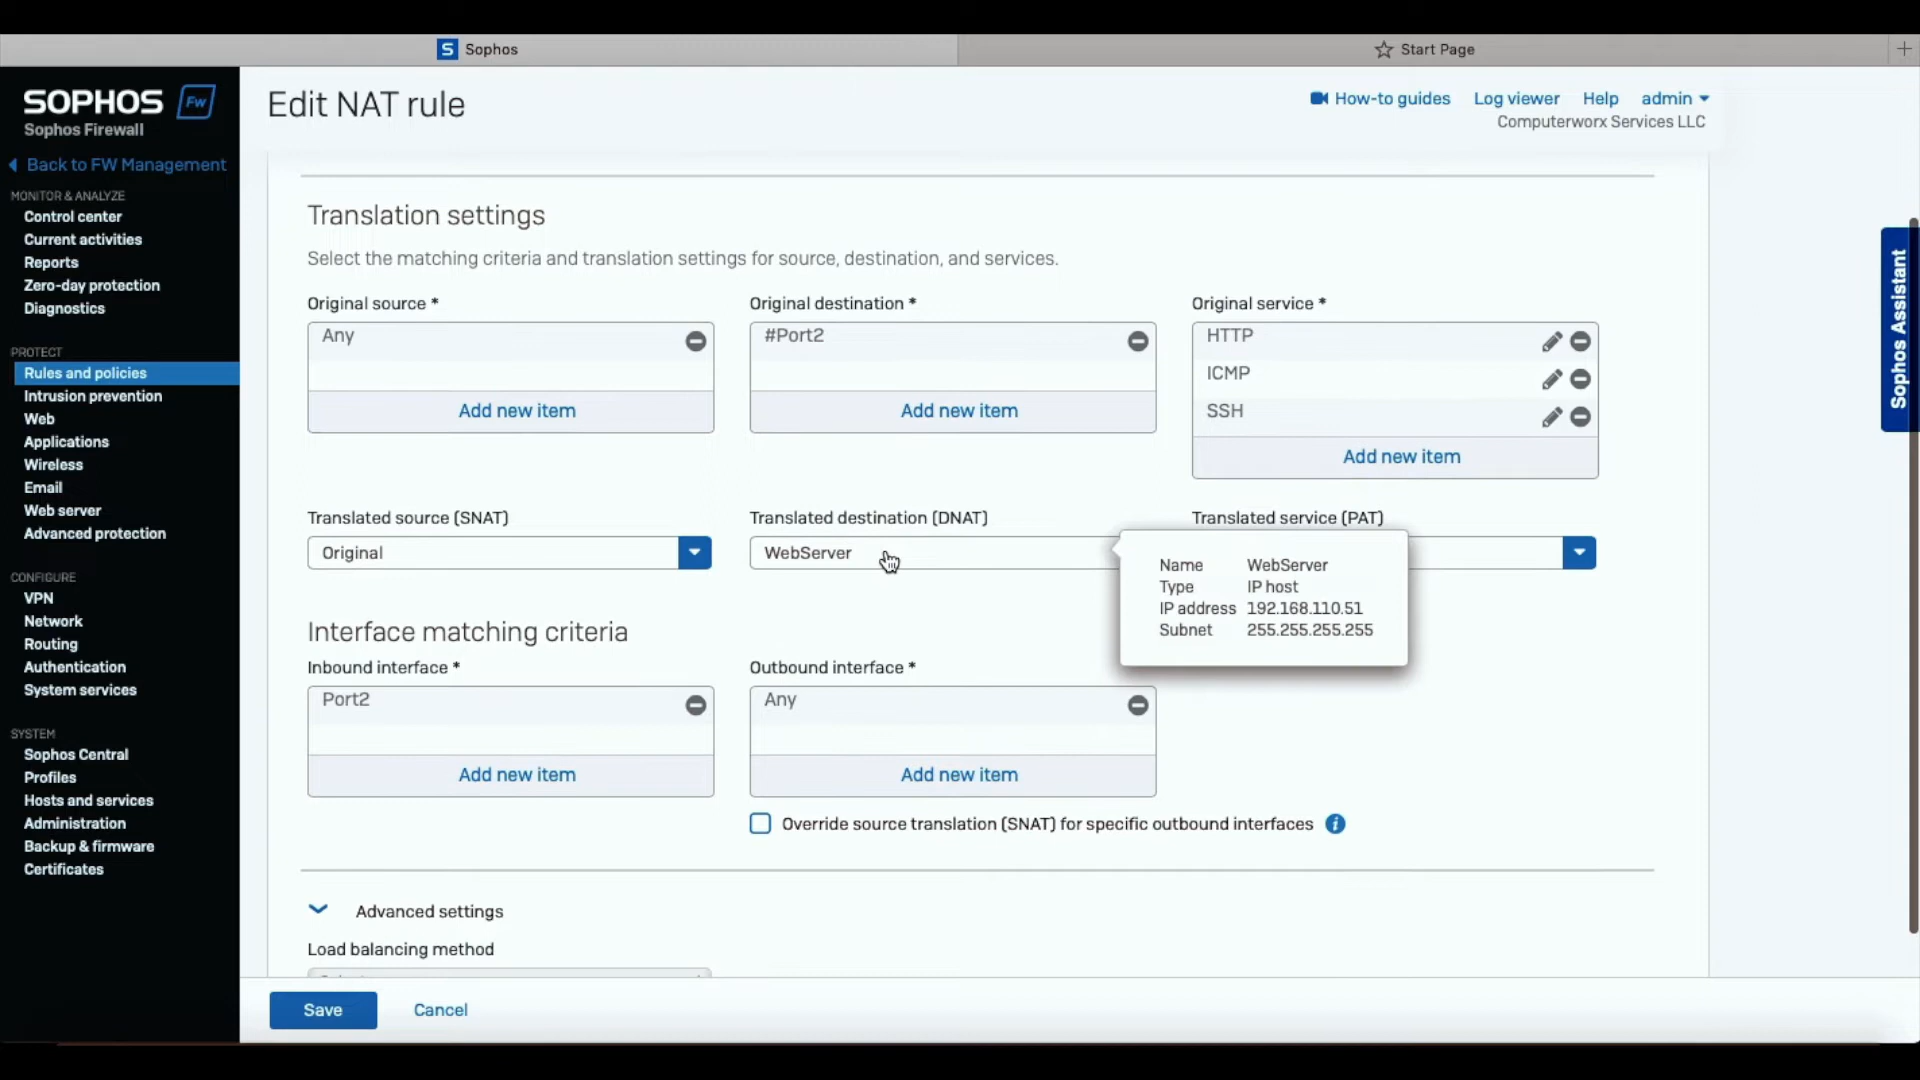 Sophos
Start Page
SOPHOS FW
Sophos Firewall
Back to FW Management
MONITOR & ANALYZE
Control center
Current activities
Reports
Zero-day protection
Diagnostics
PROTECT
Rules and policies
Intrusion prevention
Web
Applications
Wireless
Email
Web server
Advanced protection
CONFIGURE
VPN
Network
Routing
Authentication
System services
SYSTEM
Sophos Central
Profiles
Hosts and services
Administration
Backup & firmware
Certificates
Edit NAT rule
How-to guides Log viewer Help admin
Computerworx Services LLC
Translation settings
Select the matching criteria and translation settings for source, destination, and services.
Original source * Original destination * Original service *
Any #Port2 HTTP
ICMP
SSH
Add new item Add new item
Add new item
Translated source (SNAT) Translated destination (DNAT) Translated service (PAT)
Original WebServer
Name WebServer
Type IP host
IP address 192.168.110.51
Subnet 255.255.255.255
Interface matching criteria
Inbound interface * Outbound interface *
Port2 Any
Add new item Add new item
Override source translation (SNAT) for specific outbound interfaces
Advanced settings
Load balancing method
Save Cancel
Sophos Assistant